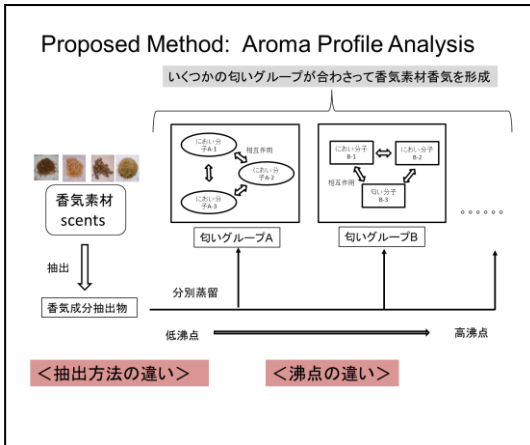 Proposed Method: Aroma Profile Analysis
いくつかの匂いグループが合わさって香気素材香気を形成
におい分
子A-1
相互作用
におい分子
A-2
におい分
子A-3
におい分子
B-1
におい分子
B-2
相互作用
匂い分子
B-3
。。。。。。
香気素材
scents
匂いグループA
匂いグループB
抽出
分別蒸留
香気成分抽出物
低沸点
高沸点
＜抽出方法の違い＞
＜沸点の違い＞